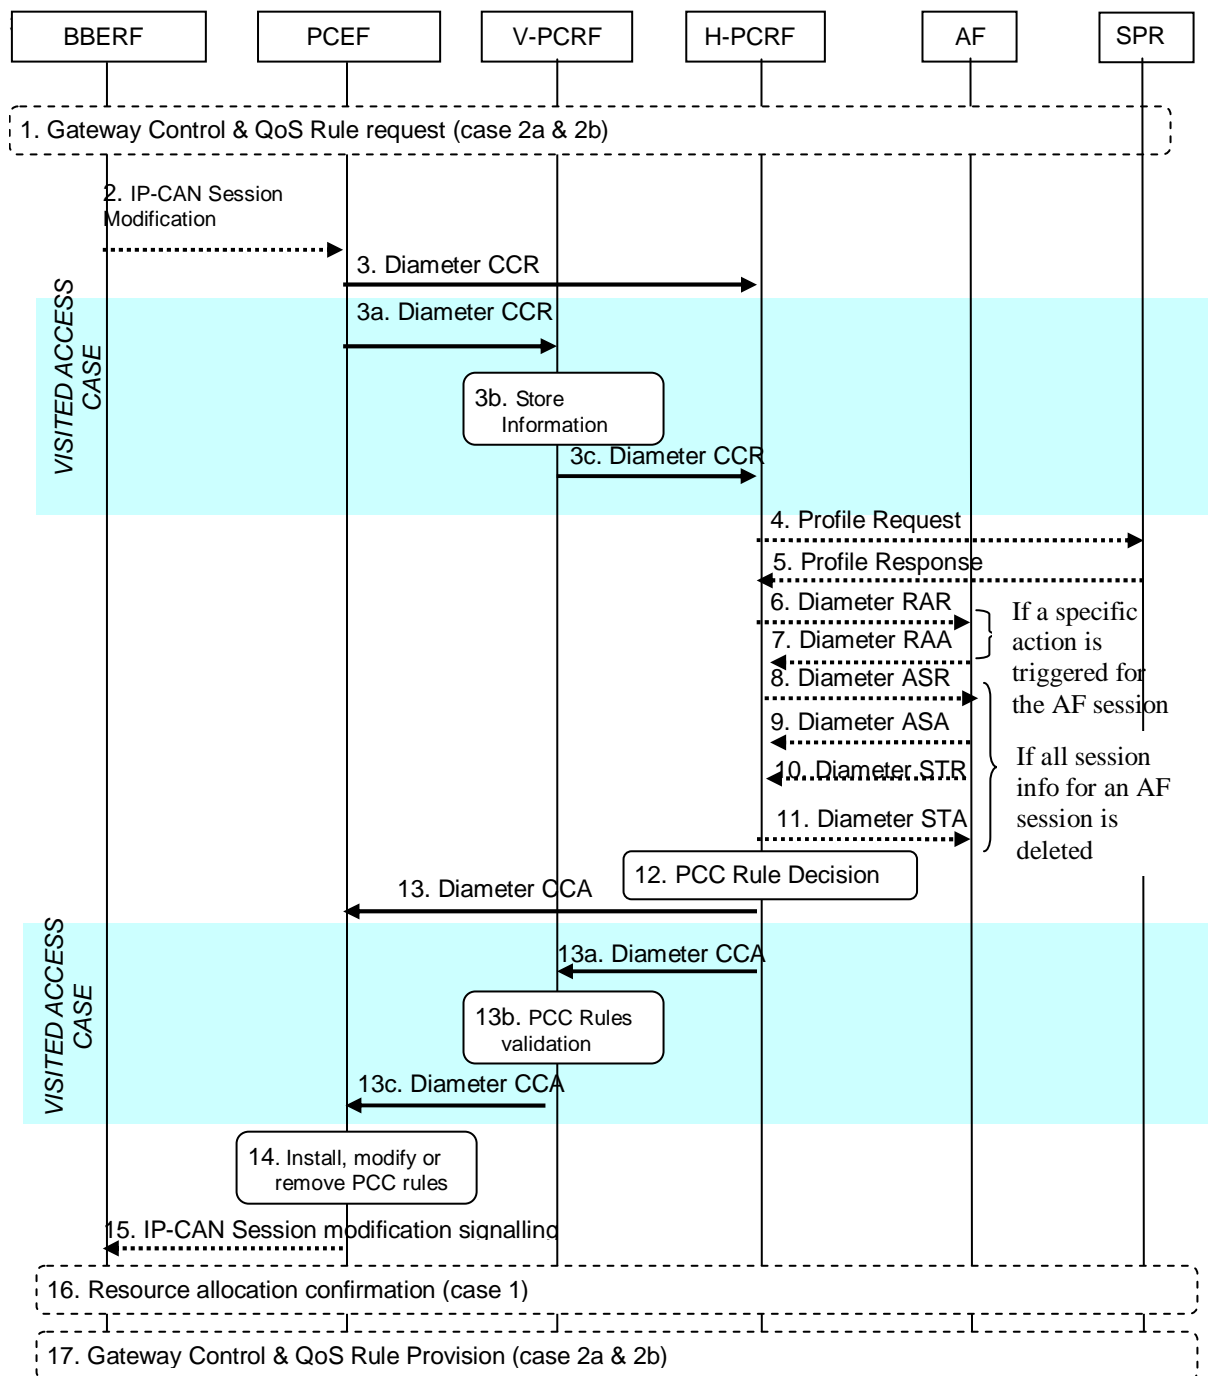 BBERF
PCEF
V-PCRF
H-PCRF
AF
SPR
1. Gateway Control & QoS Rule request (case 2a & 2b)
2. IP-CAN Session
Modification
3. Diameter CCR
VISITED ACCESS
CASE
3a. Diameter CCR
3b. Store
Information
3c. Diameter CCR
4. Profile Request
5. Profile Response
6. Diameter RAR
7. Diameter RAA
If a specific
action is
triggered for
the AF session
8. Diameter ASR
9. Diameter ASA
10. Diameter STR
11. Diameter STA
If all session
info for an AF
session is
deleted
12. PCC Rule Decision
13. Diameter CCA
VISITED ACCESS
CASE
13a. Diameter CCA
13b. PCC Rules
validation
13c. Diameter CCA
14. Install, modify or
remove PCC rules
15. IP-CAN Session modification signalling
16. Resource allocation confirmation (case 1)
17. Gateway Control & QoS Rule Provision (case 2a & 2b)